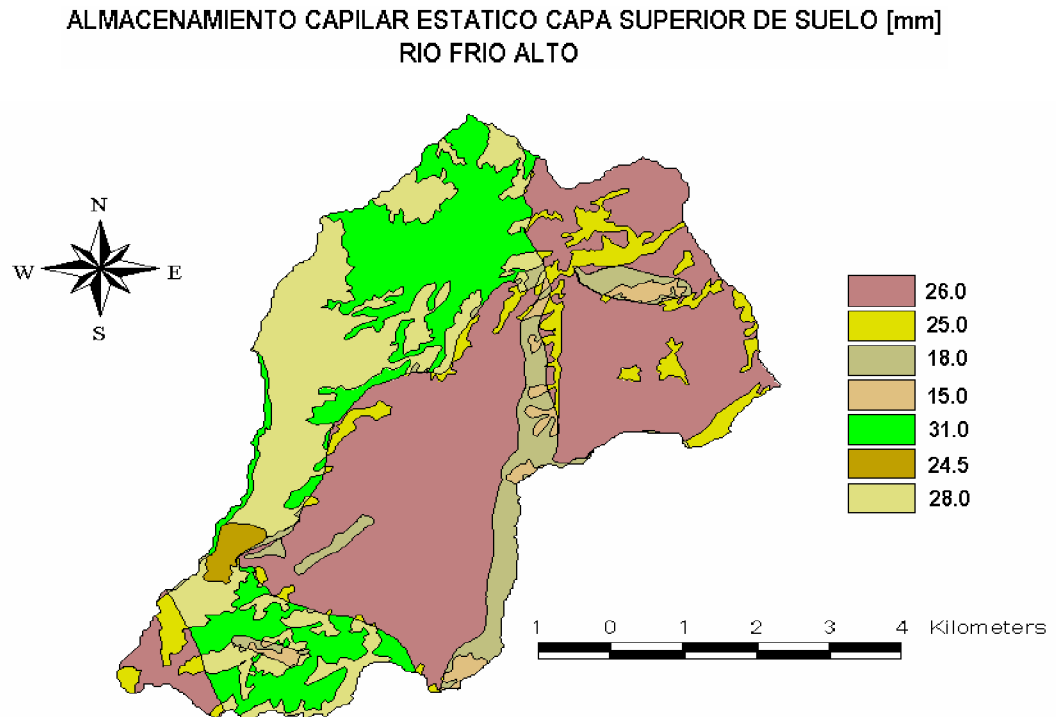 ALMACENAMIENTO CAPILAR ESTATICO CAPA SUPERIOR DE SUELO [mm]
RIO FRIO ALTO
N
W E
S
26.0
25.0
18.0
15.0
31.0
24.5
28.0
1 0 1 2 3 4 Kilometers